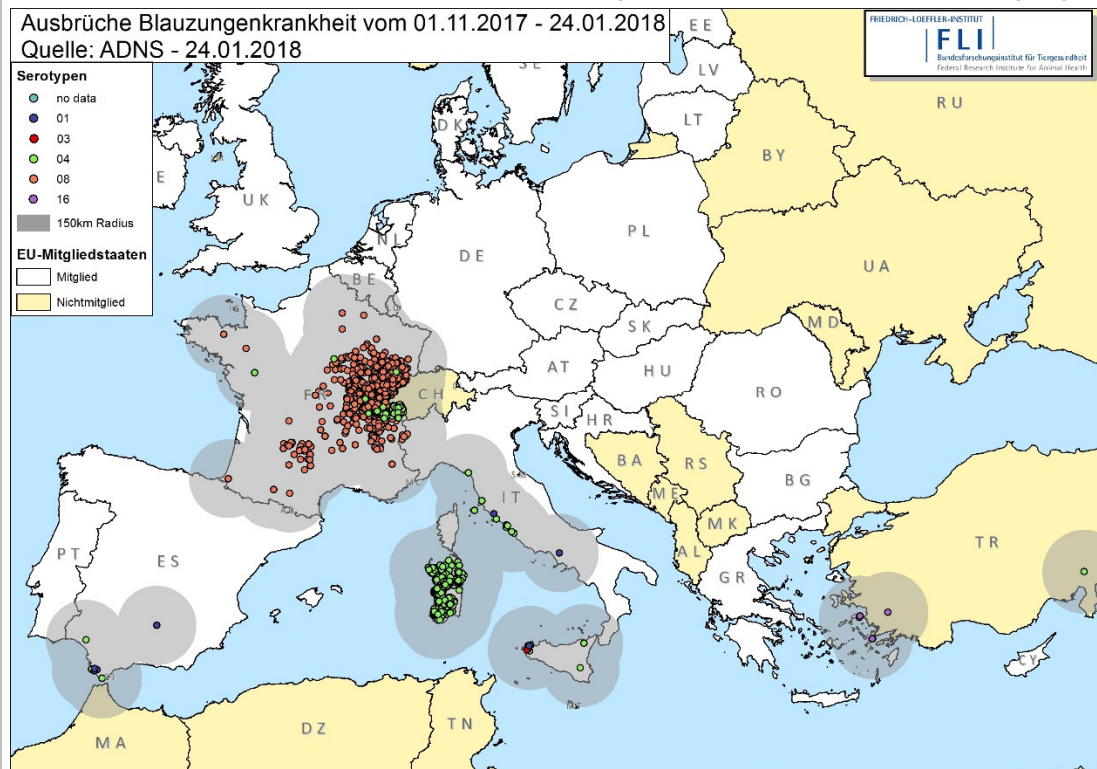 Ausbrüche Blauzungenkrankheit vom 01.11.2017 - 24.01.2018
Quelle: ADNS - 24.01.2018
FRIEDRICH-LOEFFLER-INSTITUT
FLI
Bundesforschungsinstitut für Tiergesundheit
Federal Research Institute for Animal Health
Serotypen
no data
01
03
04
08
16
150km Radius
EU-Mitgliedstaaten
Mitglied
Nichtmitglied
EE
SE
LV
RU
DK
LT
BY
E
UK
NL
PL
DE
BE
UA
CZ
SK
MD
AT
HU
FR
CH
RO
SI
HR
BA
RS
IT
BG
ME
MK
PT
ES
AL
TR
GR
CY
MA
DZ
TN